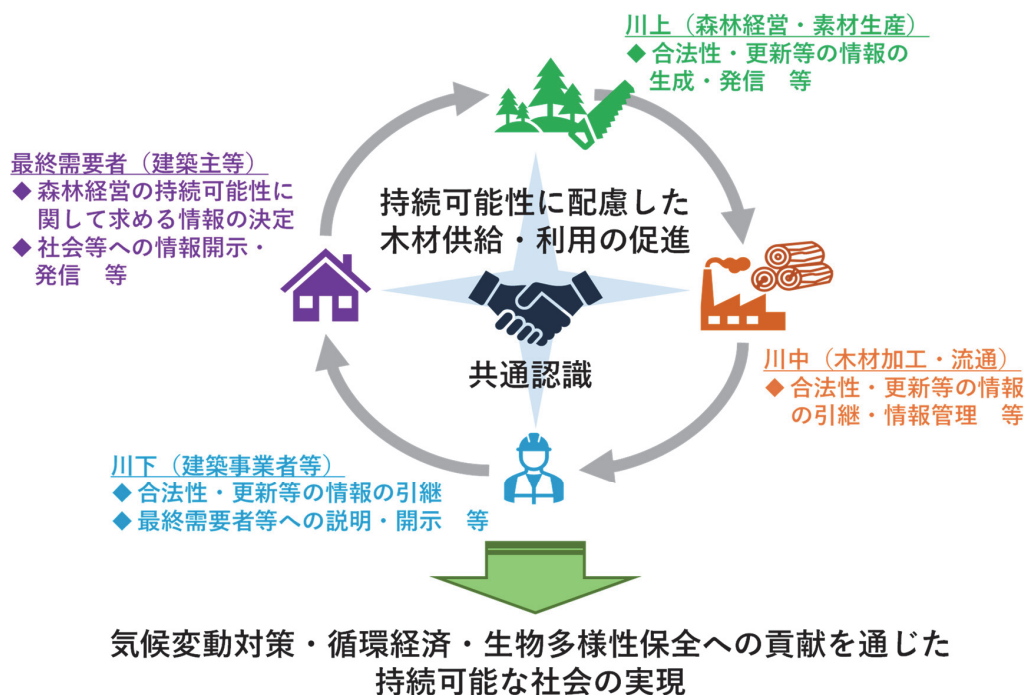 川上（森林経営・素材生産）
◆ 合法性・更新等の情報の
生成・発信　等
最終需要者（建築主等）
◆ 森林経営の持続可能性に
関して求める情報の決定
◆ 社会等への情報開示・
発信　等
持続可能性に配慮した
木材供給・利用の促進
共通認識
川中（木材加工・流通）
◆ 合法性・更新等の情報
の引継・情報管理　等
川下（建築事業者等）
◆ 合法性・更新等の情報の引継
◆ 最終需要者等への説明・開示　等
気候変動対策・循環経済・生物多様性保全への貢献を通じた
持続可能な社会の実現